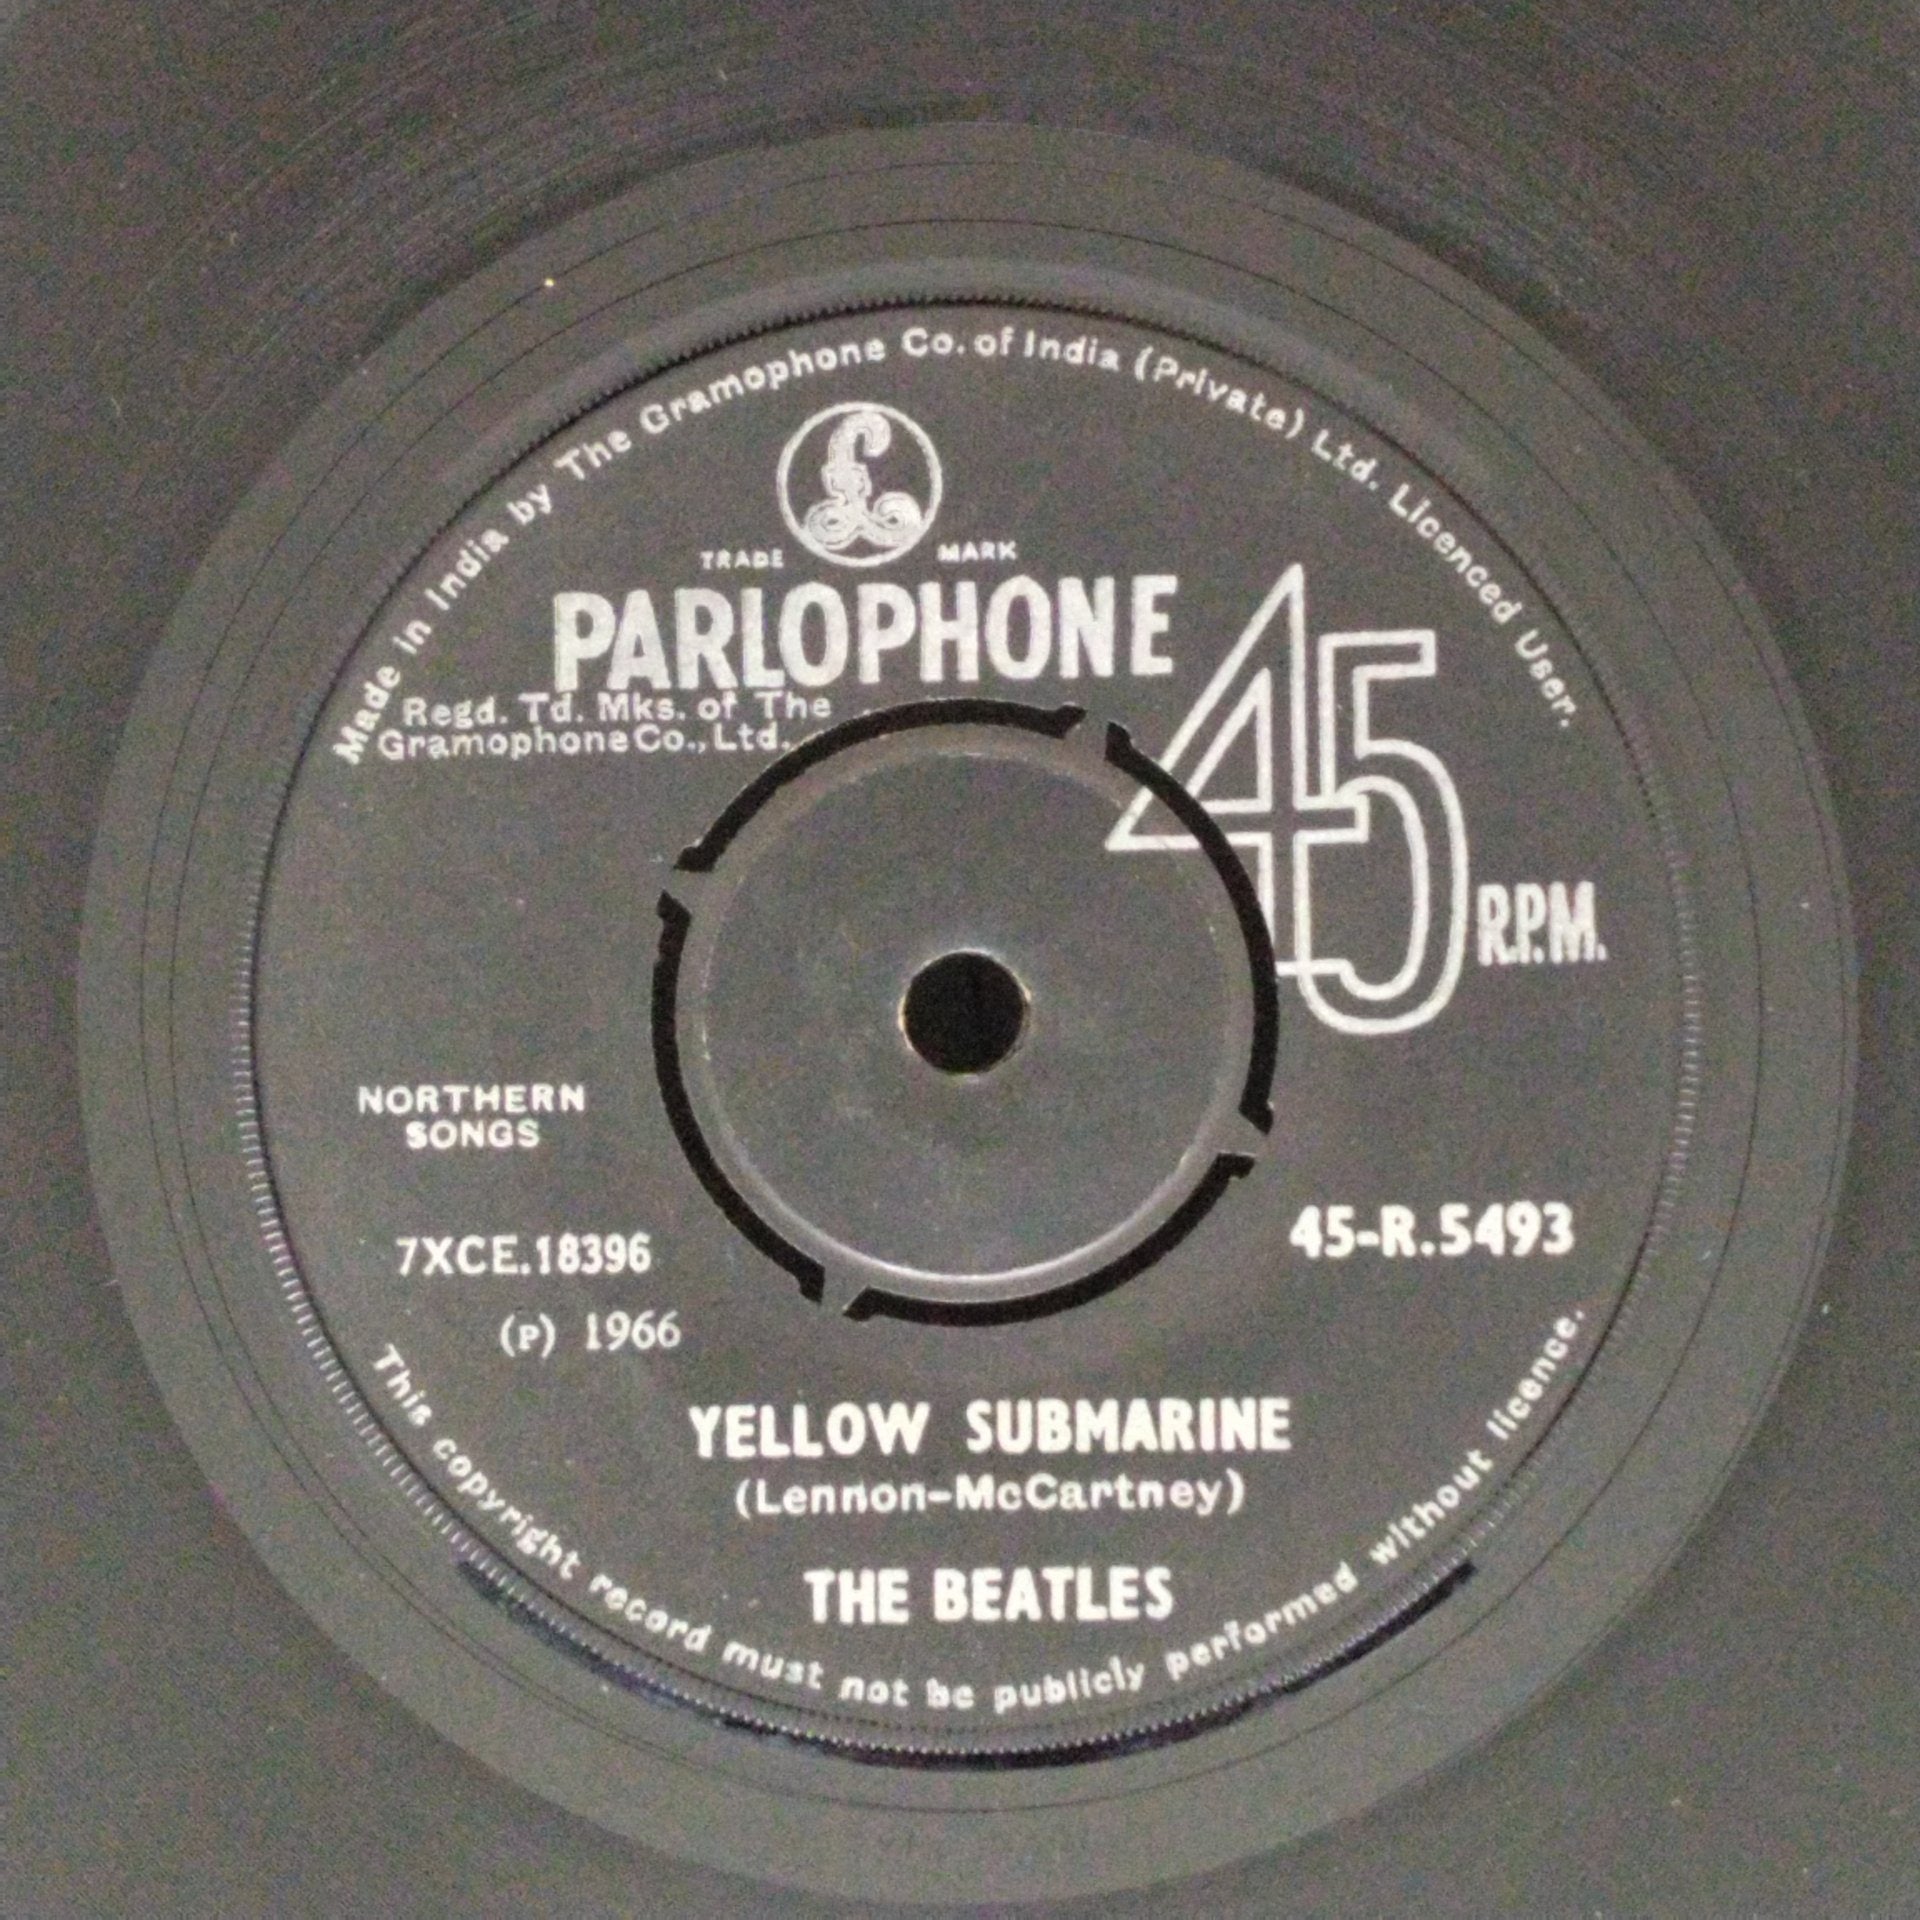 Made in India by The Gramophone Co. of India (Private) Ltd. Licenced User.
TRADE MARK
PARLOPHONE
Regd. Td. Mks. of The
Gramophone Co., Ltd.
45 R.P.M.
NORTHERN
SONGS
7XCE.18396
45-R.5493
(P) 1966
YELLOW SUBMARINE
(Lennon-McCartney)
THE BEATLES
This copyright record must not be publicly performed without licence.